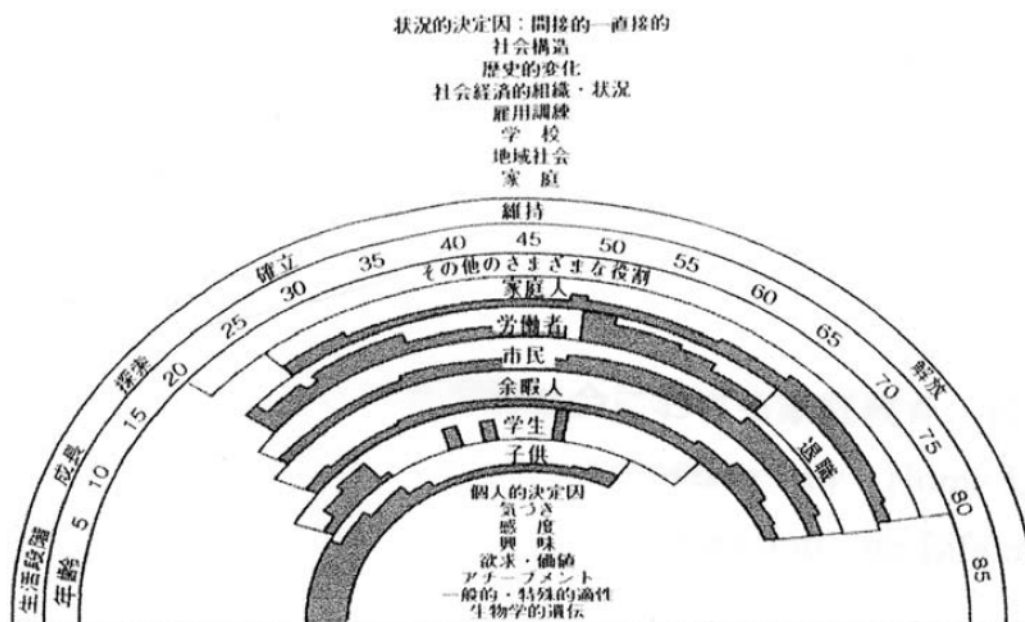 状況的決定因：間接的―直接的
社会構造
歴史的変化
社会経済的組織・状況
雇用訓練
学 校
地域社会
家 庭
維持
確立
探索
成長
生活段階
解放
年齢
5
10
15
20
25
30
35
40
45
50
55
60
65
70
75
80
85
その他のさまざまな役割
家庭人
労働者
市民
余暇人
学生
子供
退職
個人的決定因
気づき
感 度
興 味
欲求・価値
アチーブメント
一般的・特殊的適性
生物学的遺伝